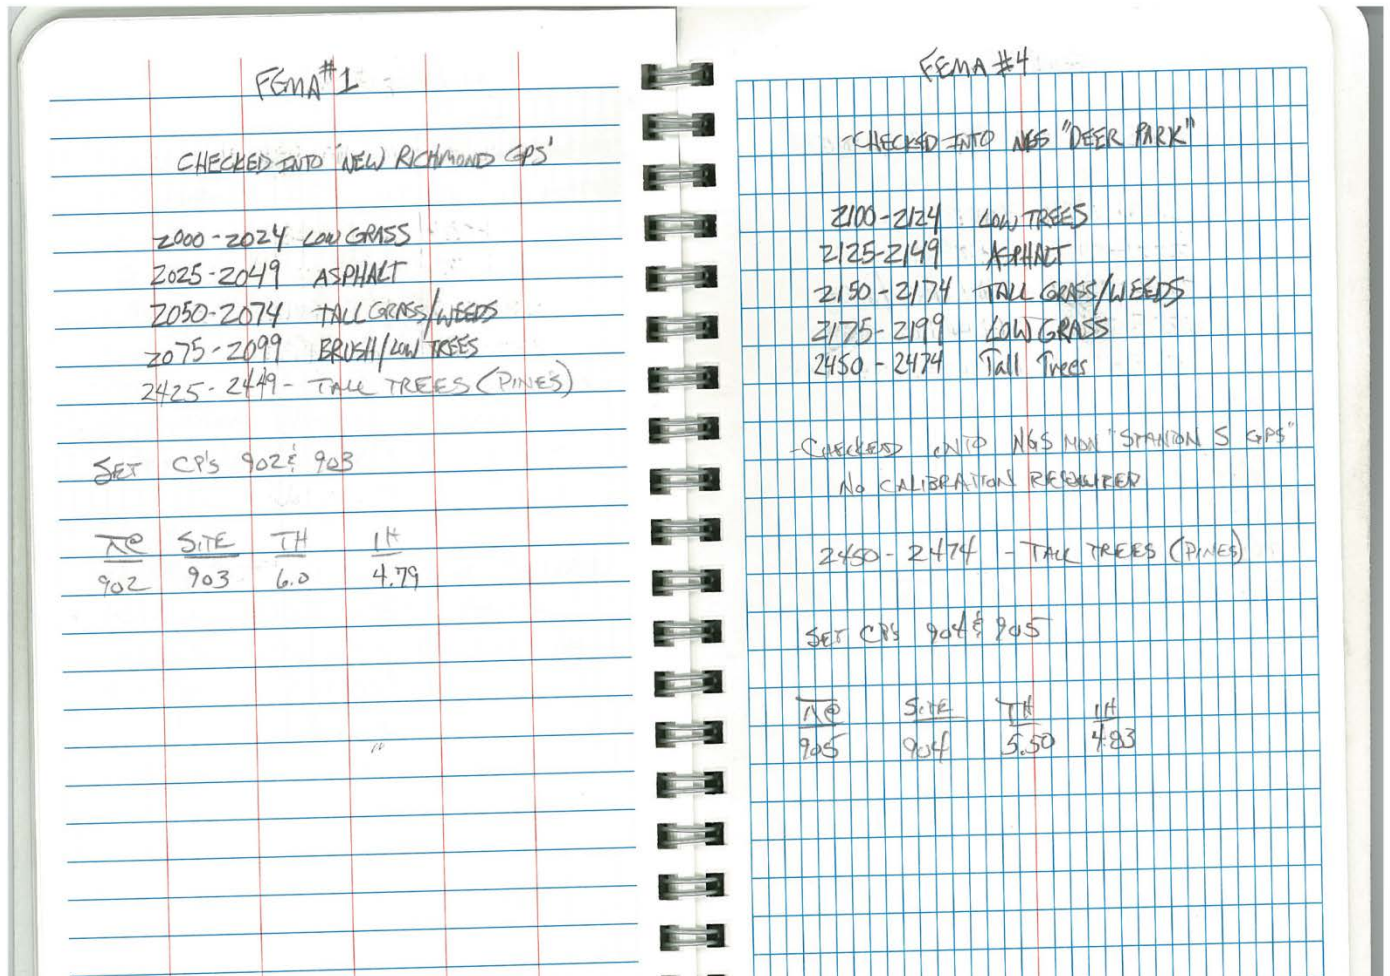 FEMA #1
CHECKED INTO 'NEW RICHMOND GPS'
2000-2024 LOW GRASS
2025-2049 ASPHALT
2050-2074 TALL GRASS/WEEDS
2075-2099 BRUSH/LOW TREES
2425-2449- TALL TREES (PINES)
SET CP'S 902 & 903
⊼@ SITE TH IH
902 903 6.0 4.79
FEMA #4
-CHECKED INTO NGS "DEER PARK"
2100-2124 LOW TREES
2125-2149 ASPHALT
2150-2174 TALL GRASS/WEEDS
2175-2199 LOW GRASS
2450-2474 Tall Trees
-CHECKED INTO NGS MON "STANTON S GPS"
NO CALIBRATION REQUIRED
2450-2474 - TALL TREES (PINES)
SET CP'S 904 & 905
⊼@ SITE TH IH
905 904 5.50 4.83